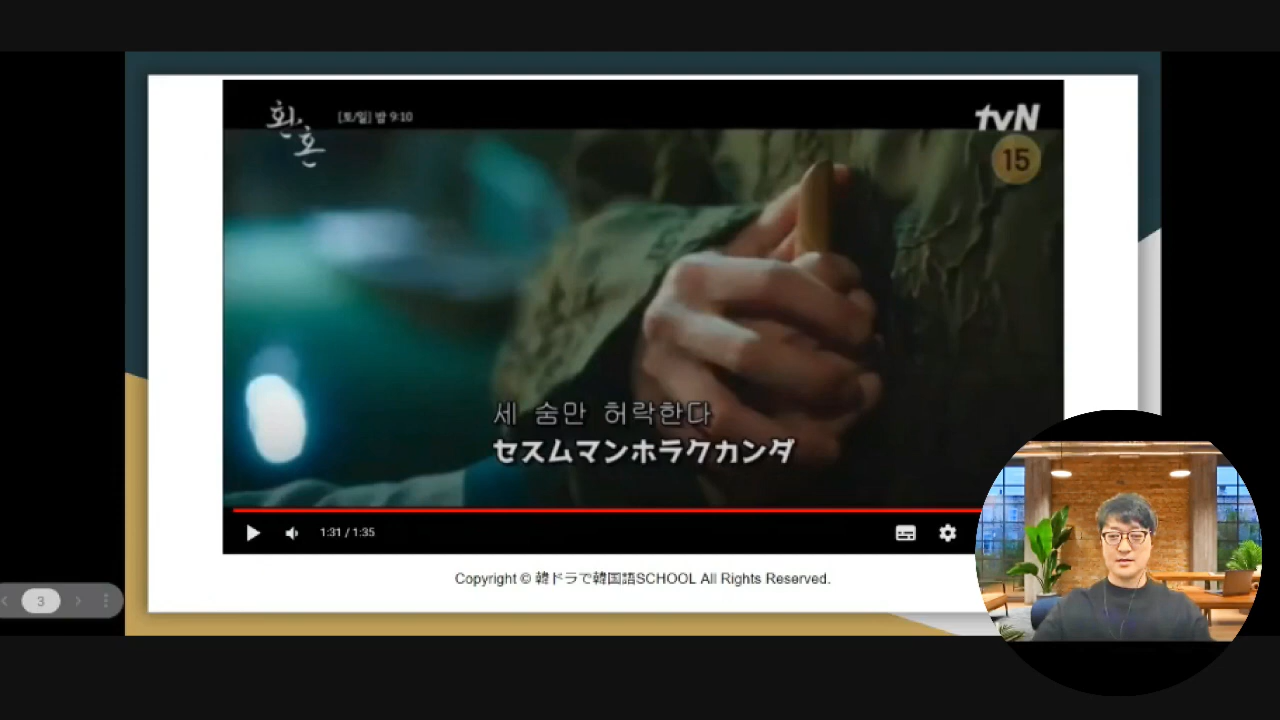 환혼
[토/일] 밤 9:10
tvN
15
세 숨만 허락한다
セスムマンホラクカンダ
1:31 / 1:35
Copyright © 韓ドラで韓国語SCHOOL All Rights Reserved.
3